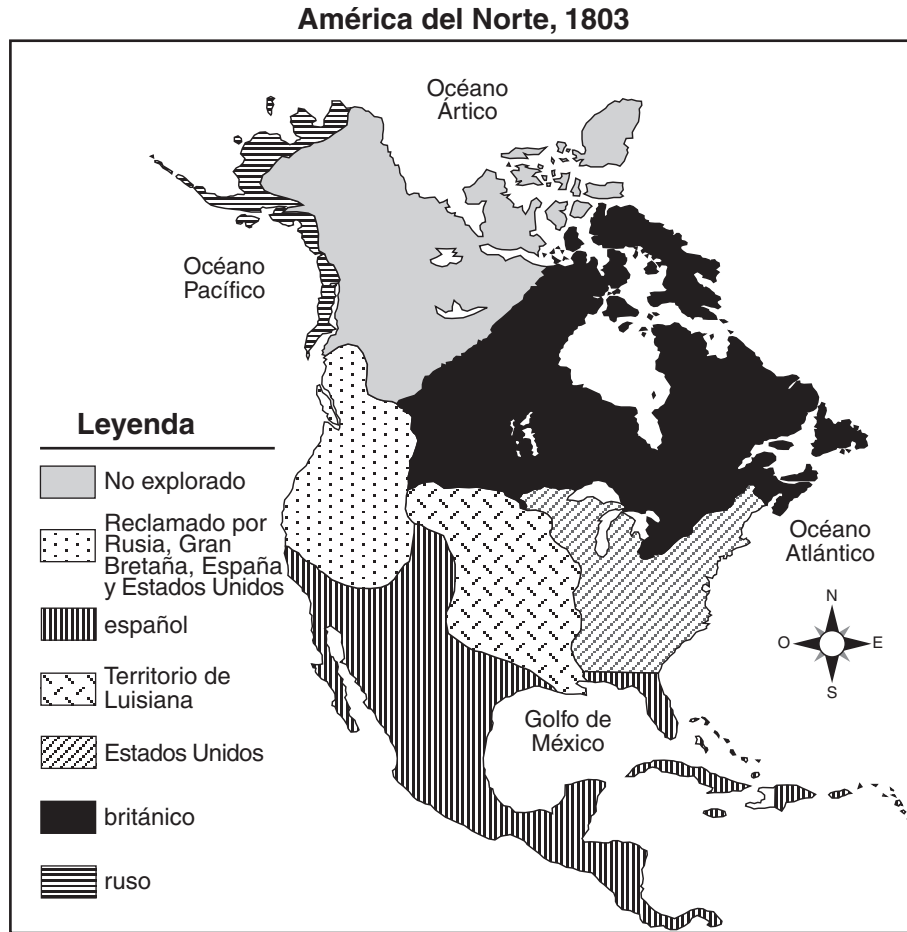 América del Norte, 1803
Océano
Ártico
Océano
Pacífico
Leyenda
No explorado
Reclamado por
Rusia, Gran
Bretaña, España
y Estados Unidos
español
Territorio de
Luisiana
Estados Unidos
británico
ruso
Océano
Atlántico
N
O
E
S
Golfo de
México